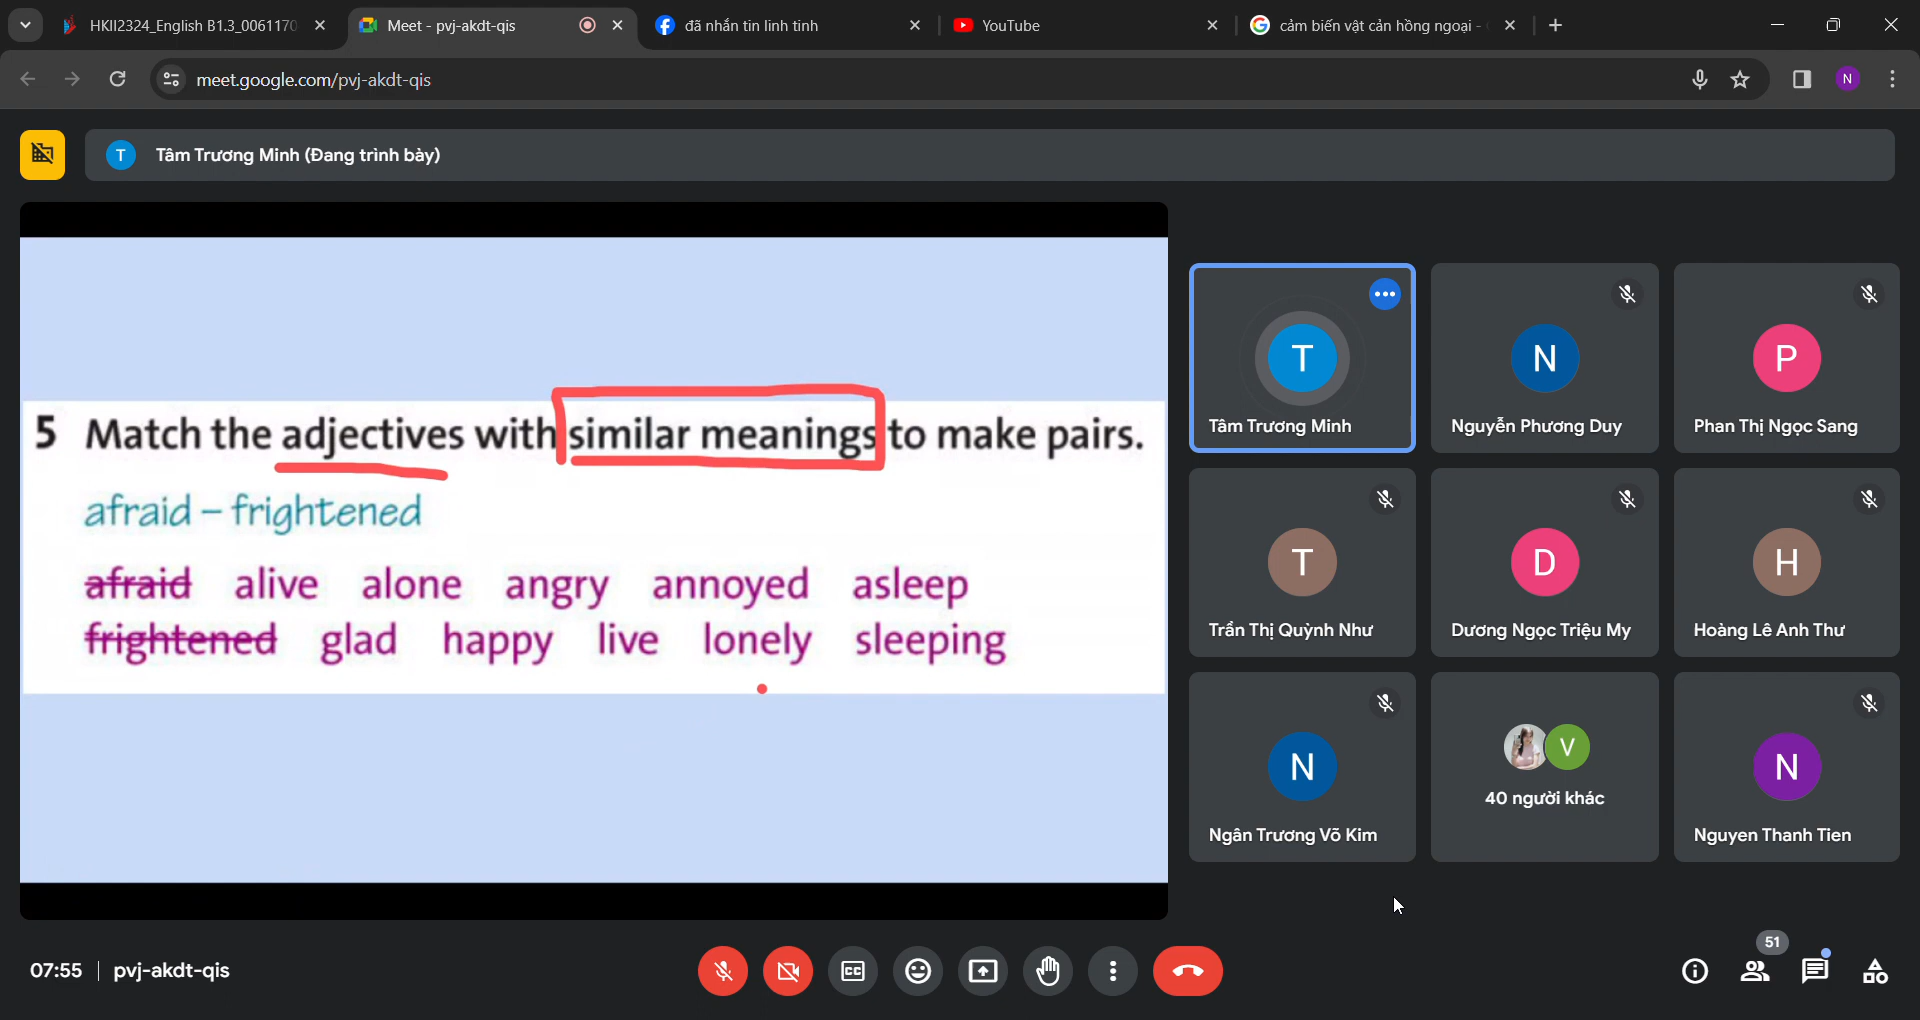 HKII2324_English B1.3_0061170
Meet - pvj-akdt-qis
đã nhắn tin linh tinh
YouTube
cảm biến vật cản hồng ngoại -
meet.google.com/pvj-akdt-qis
N
T Tâm Trương Minh (Đang trình bày)
5 Match the adjectives with similar meanings to make pairs.
afraid – frightened
afraid alive alone angry annoyed asleep
frightened glad happy live lonely sleeping
T
Tâm Trương Minh
N
Nguyễn Phương Duy
P
Phan Thị Ngọc Sang
T
Trần Thị Quỳnh Như
D
Dương Ngọc Triệu My
H
Hoàng Lê Anh Thư
N
Ngân Trương Võ Kim
V
40 người khác
N
Nguyen Thanh Tien
07:55 | pvj-akdt-qis
CC
51